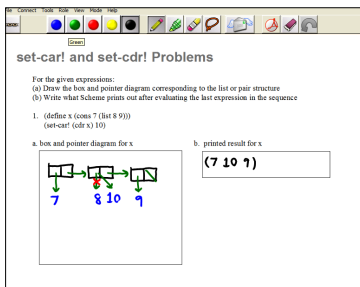 File Connect Tools Role View Mode Help
Green
set-car! and set-cdr! Problems
For the given expressions:
(a) Draw the box and pointer diagram corresponding to the list or pair structure
(b) Write what Scheme prints out after evaluating the last expression in the sequence
1. (define x (cons 7 (list 8 9)))
(set-car! (cdr x) 10)
a. box and pointer diagram for x
b. printed result for x
(7 10 9)
7 8 10 9